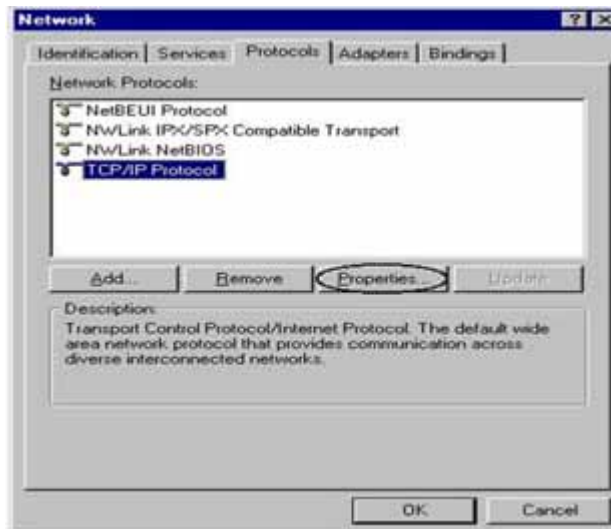 Network
Identification Services Protocols Adapters Bindings
Network Protocols:
NetBEUI Protocol
NWLink IPX/SPX Compatible Transport
NWLink NetBIOS
TCP/IP Protocol
Add... Remove Properties... Update
Description:
Transport Control Protocol/Internet Protocol. The default wide
area network protocol that provides communication across
diverse interconnected networks.
OK Cancel